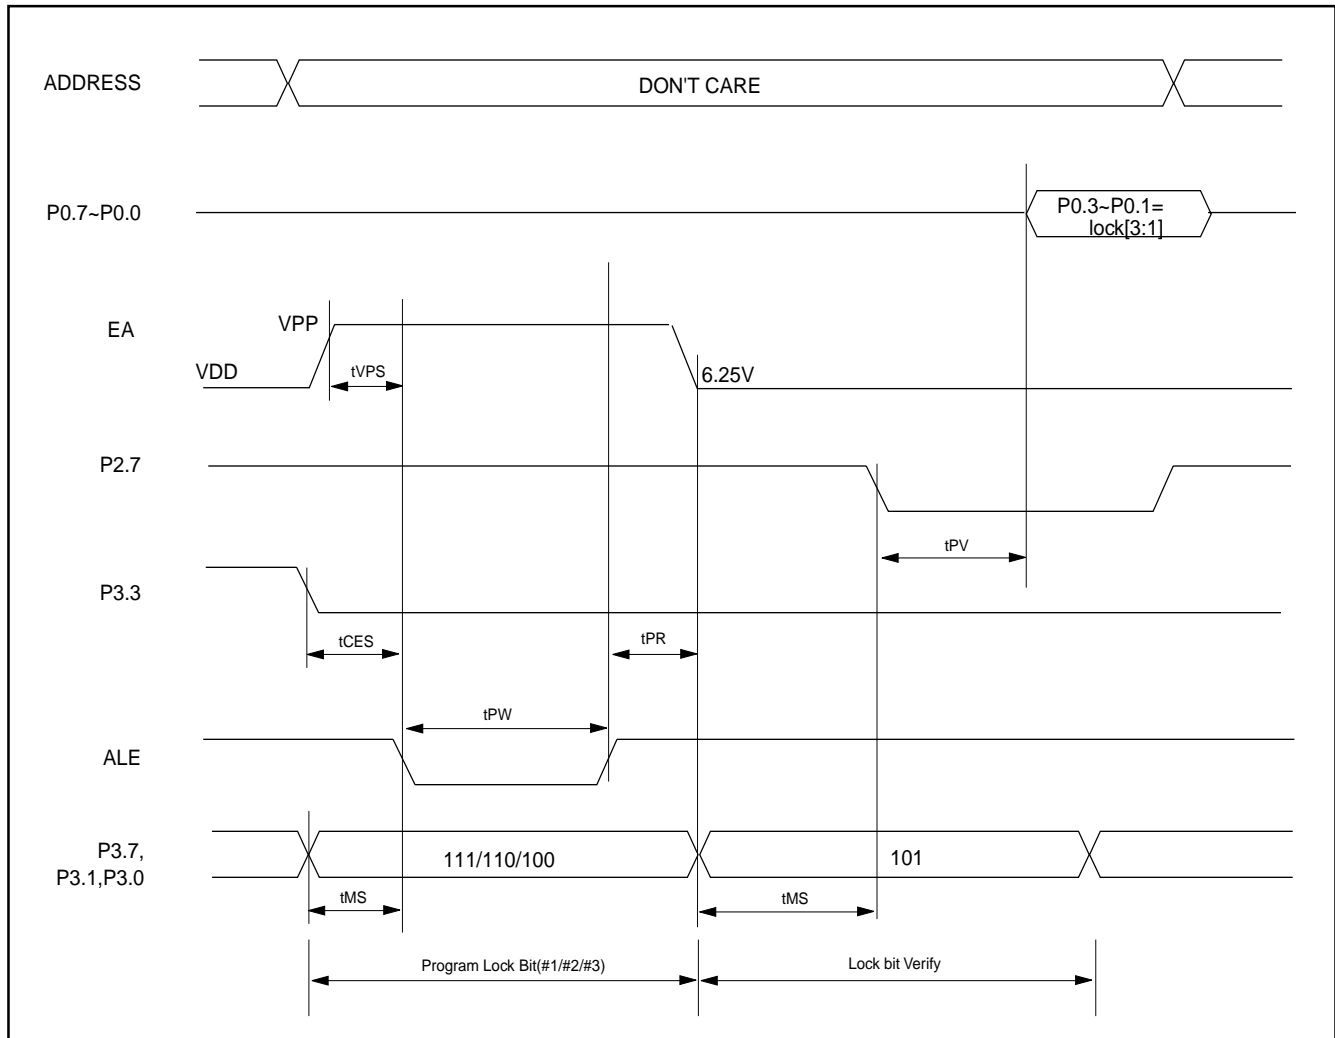 ADDRESS
DON'T CARE
P0.7~P0.0
P0.3~P0.1=
lock[3:1]
EA
VPP
VDD
tVPS
6.25V
P2.7
tPV
P3.3
tCES
tPR
tPW
ALE
P3.7,
P3.1,P3.0
111/110/100
101
tMS
tMS
Program Lock Bit(#1/#2/#3)
Lock bit Verify